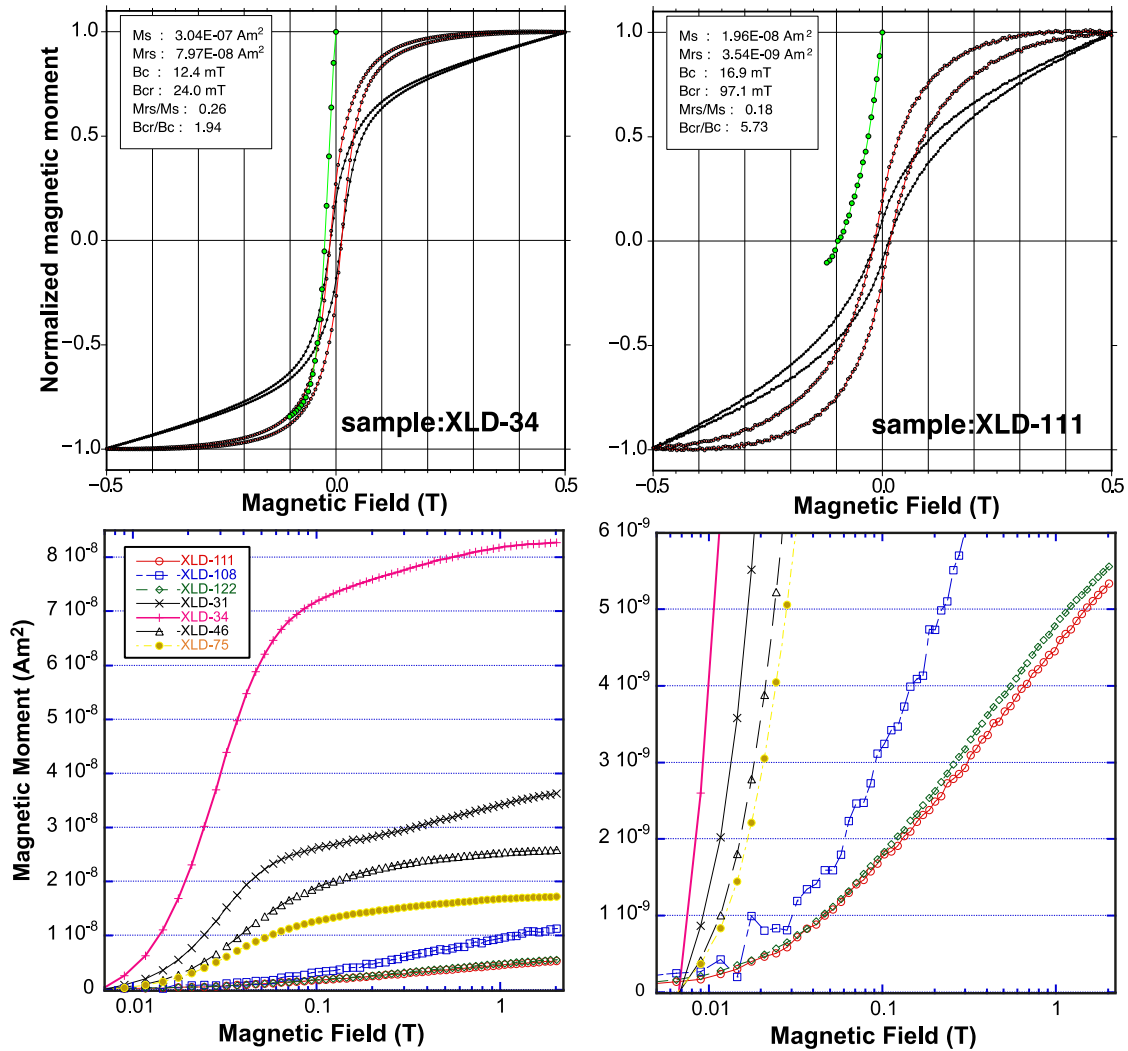 Ms : 3.04E-07 Am²
Mrs : 7.97E-08 Am²
Bc : 12.4 mT
Bcr : 24.0 mT
Mrs/Ms : 0.26
Bcr/Bc : 1.94
1.0
0.5
0.0
−0.5
−1.0
Normalized magnetic moment
sample:XLD-34
−0.5
0.0
0.5
Magnetic Field (T)
Ms : 1.96E-08 Am²
Mrs : 3.54E-09 Am²
Bc : 16.9 mT
Bcr : 97.1 mT
Mrs/Ms : 0.18
Bcr/Bc : 5.73
1.0
0.5
0.0
−0.5
−1.0
sample:XLD-111
−0.5
0.0
0.5
Magnetic Field (T)
8 10⁻⁸
7 10⁻⁸
6 10⁻⁸
5 10⁻⁸
4 10⁻⁸
3 10⁻⁸
2 10⁻⁸
1 10⁻⁸
0
Magnetic Moment (Am²)
XLD-111
XLD-108
XLD-122
XLD-31
XLD-34
XLD-46
XLD-75
0.01
0.1
1
Magnetic Field (T)
6 10⁻⁹
5 10⁻⁹
4 10⁻⁹
3 10⁻⁹
2 10⁻⁹
1 10⁻⁹
0
0.01
0.1
1
Magnetic Field (T)